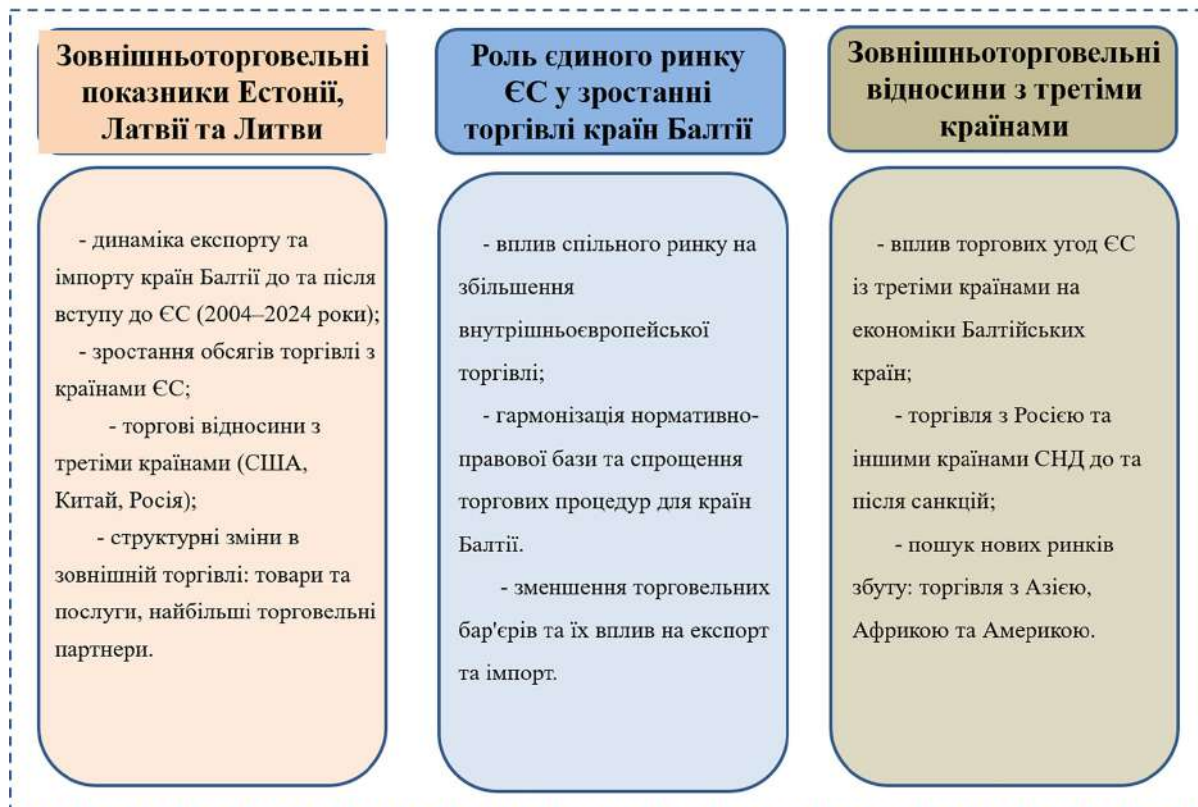 Зовнішньоторговельні
показники Естонії,
Латвії та Литви
- динаміка експорту та
імпорту країн Балтії до та після
вступу до ЄС (2004–2024 роки);
- зростання обсягів торгівлі з
країнами ЄС;
- торгові відносини з
третіми країнами (США,
Китай, Росія);
- структурні зміни в
зовнішній торгівлі: товари та
послуги, найбільші торговельні
партнери.
Роль єдиного ринку
ЄС у зростанні
торгівлі країн Балтії
- вплив спільного ринку на
збільшення
внутрішньоєвропейської
торгівлі;
- гармонізація нормативно-
правової бази та спрощення
торгових процедур для країн
Балтії.
- зменшення торговельних
бар'єрів та їх вплив на експорт
та імпорт.
Зовнішньоторговельні
відносини з третіми
країнами
- вплив торгових угод ЄС
із третіми країнами на
економіки Балтійських
країн;
- торгівля з Росією та
іншими країнами СНД до та
після санкцій;
- пошук нових ринків
збуту: торгівля з Азією,
Африкою та Америкою.